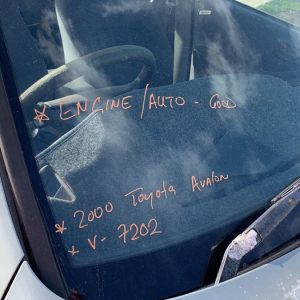 * ENGINE/AUTO - GOOD
* 2000 Toyota AVALON
* V- 7202